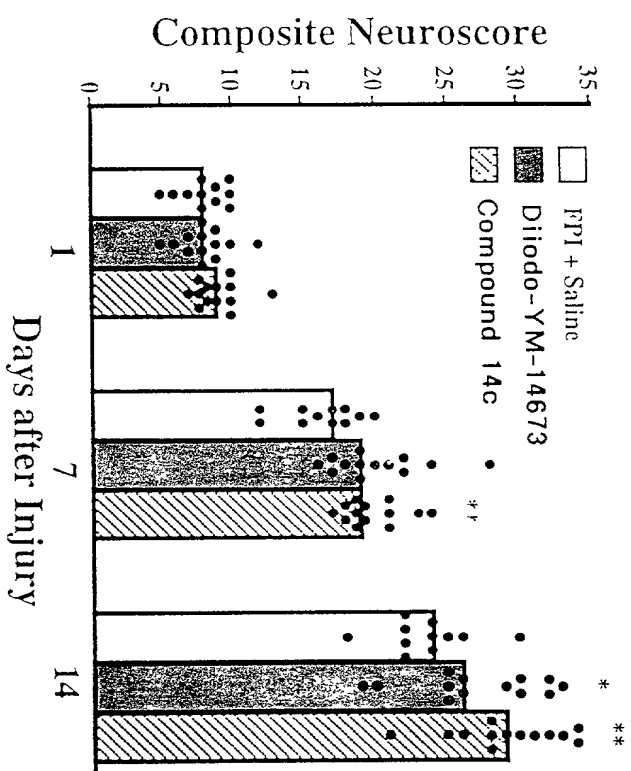 Composite Neuroscore
0
5
10
15
20
25
30
35
FPI + Saline
Diiodo-YM-14673
Compound 14c
**
*
**
1
7
14
Days after Injury